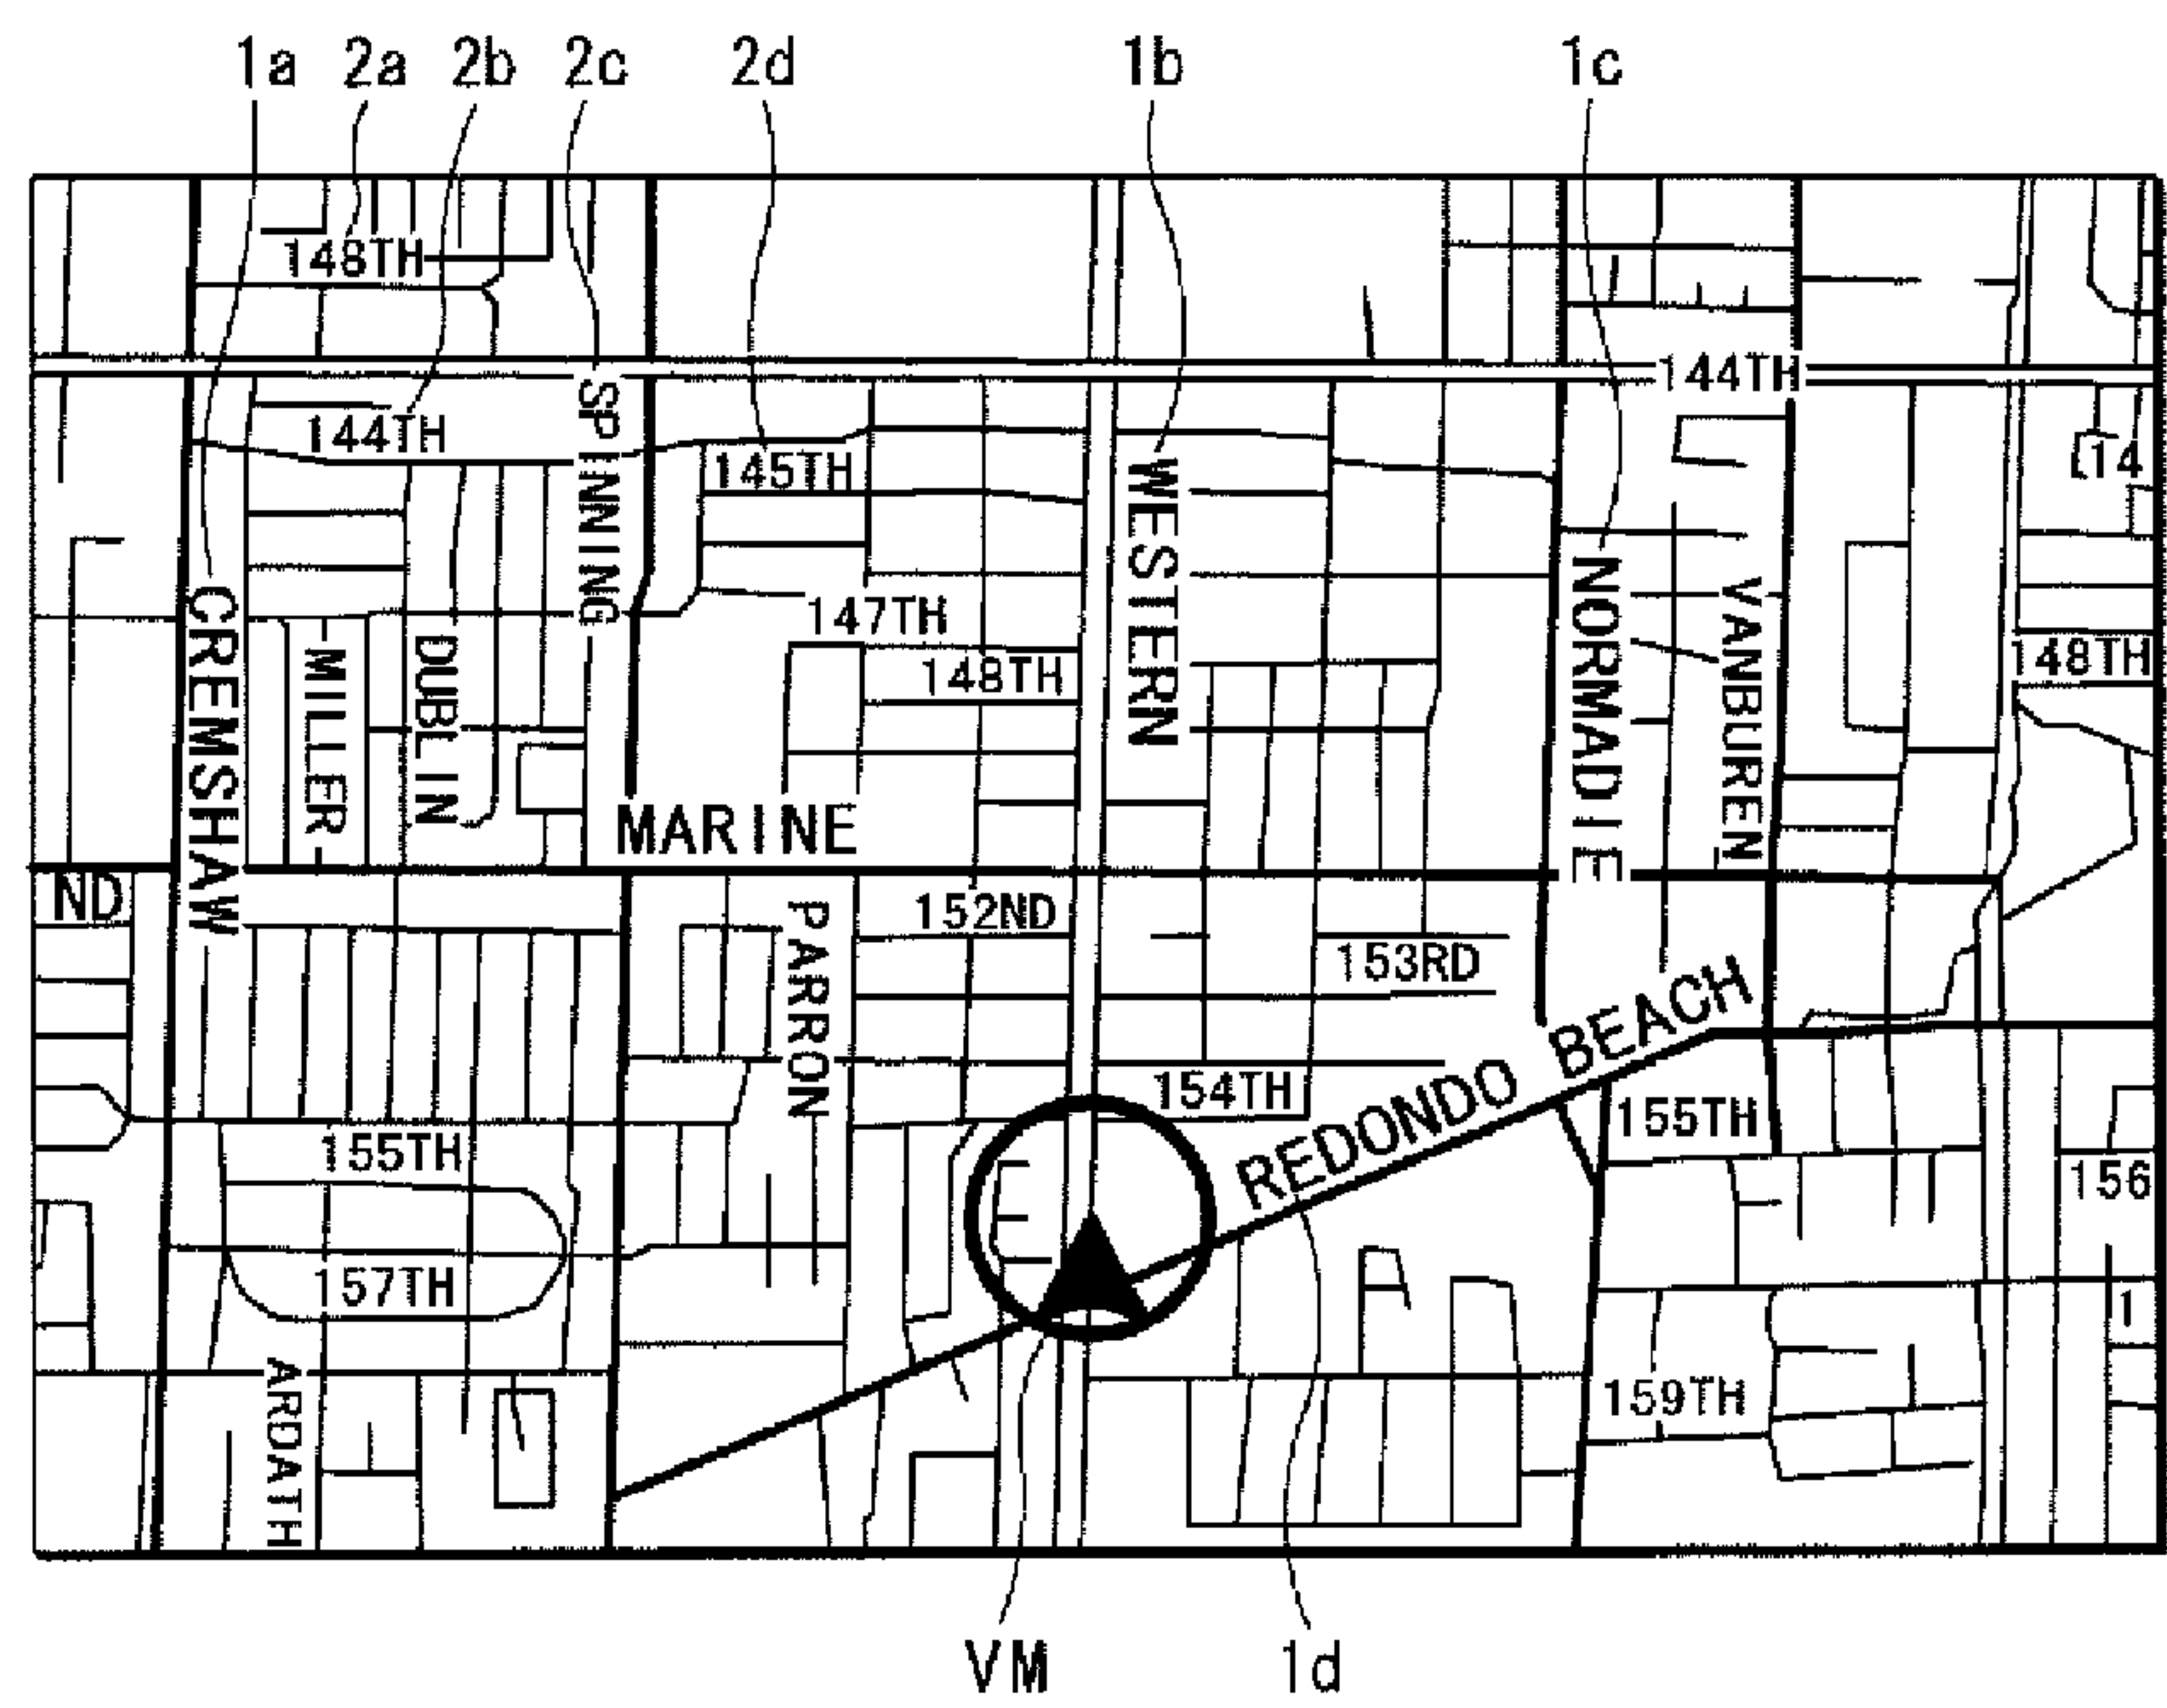 1a 2a 2b 2c 2d 1b 1c
148TH
144TH
144TH
SPINNING
145TH
14
WESTERN
CREMSHAW
MILLER
DUBLIN
147TH
148TH
NORMADIE
VANBUREN
148TH
MARINE
ND
PARRON
152ND
153RD
REDONDO BEACH
154TH
155TH
155TH
156
157TH
1
ARDATH
159TH
VM 1d